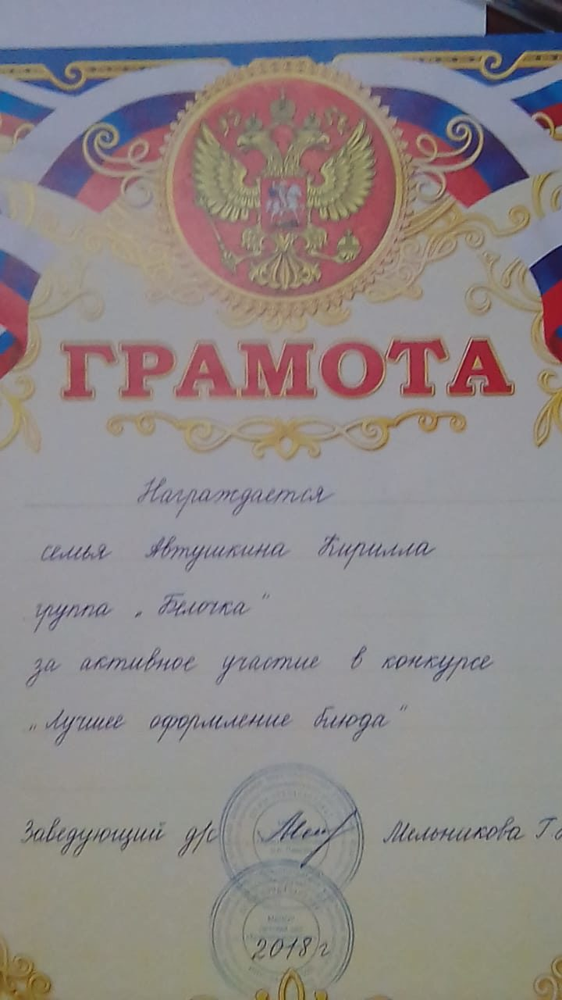 ГРАМОТА
Награждается
семья Автушкина Кирилла
группа „Белочка"
за активное участие в конкурсе
„Лучшее оформление блюда"
Заведующий д/с Мельникова Г.
2018 г